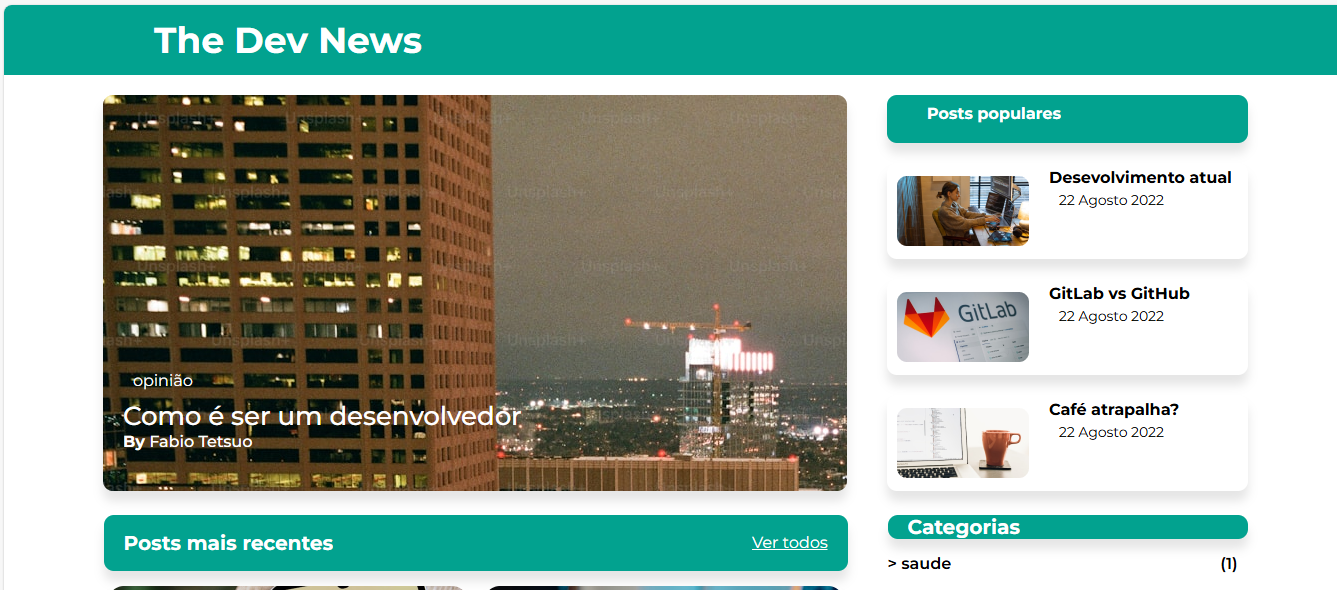 The Dev News
opinião
Como é ser um desenvolvedor
By Fabio Tetsuo
Posts mais recentes
Ver todos
Posts populares
Desevolvimento atual
22 Agosto 2022
GitLab
GitLab vs GitHub
22 Agosto 2022
Café atrapalha?
22 Agosto 2022
Categorias
> saude (1)